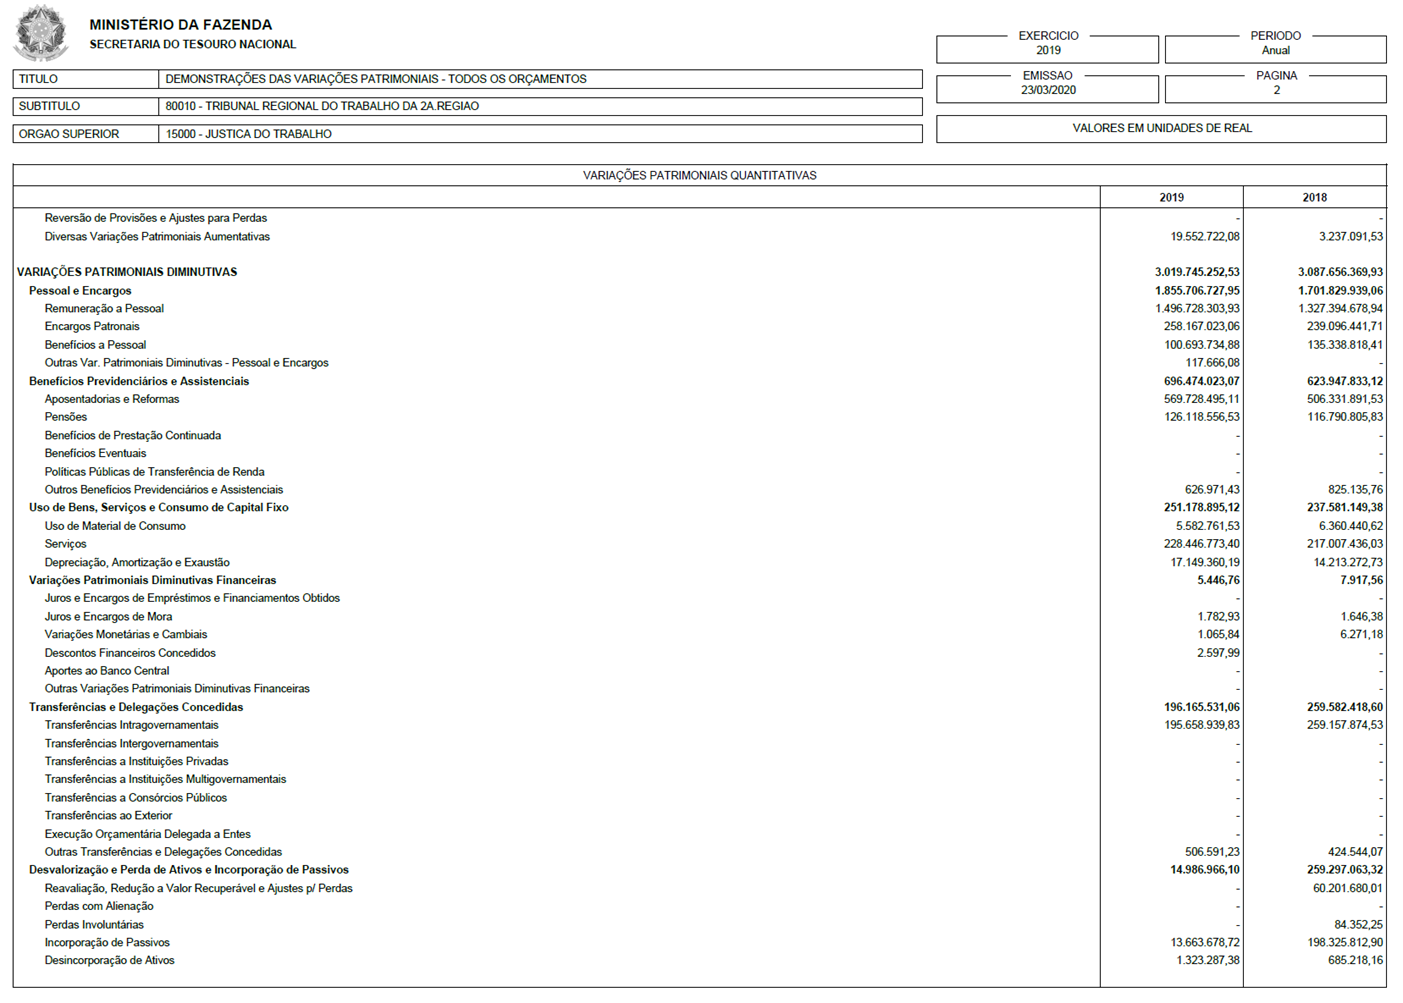 MINISTÉRIO DA FAZENDA
SECRETARIA DO TESOURO NACIONAL
EXERCICIO
2019
PERIODO
Anual
TITULO DEMONSTRAÇÕES DAS VARIAÇÕES PATRIMONIAIS - TODOS OS ORÇAMENTOS
EMISSAO
23/03/2020
PAGINA
2
SUBTITULO 80010 - TRIBUNAL REGIONAL DO TRABALHO DA 2A.REGIAO
ORGAO SUPERIOR 15000 - JUSTICA DO TRABALHO
VALORES EM UNIDADES DE REAL
VARIAÇÕES PATRIMONIAIS QUANTITATIVAS
2019 2018
Reversão de Provisões e Ajustes para Perdas - -
Diversas Variações Patrimoniais Aumentativas 19.552.722,08 3.237.091,53
VARIAÇÕES PATRIMONIAIS DIMINUTIVAS 3.019.745.252,53 3.087.656.369,93
Pessoal e Encargos 1.855.706.727,95 1.701.829.939,06
Remuneração a Pessoal 1.496.728.303,93 1.327.394.678,94
Encargos Patronais 258.167.023,06 239.096.441,71
Benefícios a Pessoal 100.693.734,88 135.338.818,41
Outras Var. Patrimoniais Diminutivas - Pessoal e Encargos 117.666,08 -
Benefícios Previdenciários e Assistenciais 696.474.023,07 623.947.833,12
Aposentadorias e Reformas 569.728.495,11 506.331.891,53
Pensões 126.118.556,53 116.790.805,83
Benefícios de Prestação Continuada - -
Benefícios Eventuais - -
Políticas Públicas de Transferência de Renda - -
Outros Benefícios Previdenciários e Assistenciais 626.971,43 825.135,76
Uso de Bens, Serviços e Consumo de Capital Fixo 251.178.895,12 237.581.149,38
Uso de Material de Consumo 5.582.761,53 6.360.440,62
Serviços 228.446.773,40 217.007.436,03
Depreciação, Amortização e Exaustão 17.149.360,19 14.213.272,73
Variações Patrimoniais Diminutivas Financeiras 5.446,76 7.917,56
Juros e Encargos de Empréstimos e Financiamentos Obtidos - -
Juros e Encargos de Mora 1.782,93 1.646,38
Variações Monetárias e Cambiais 1.065,84 6.271,18
Descontos Financeiros Concedidos 2.597,99 -
Aportes ao Banco Central - -
Outras Variações Patrimoniais Diminutivas Financeiras - -
Transferências e Delegações Concedidas 196.165.531,06 259.582.418,60
Transferências Intragovernamentais 195.658.939,83 259.157.874,53
Transferências Intergovernamentais - -
Transferências a Instituições Privadas - -
Transferências a Instituições Multigovernamentais - -
Transferências a Consórcios Públicos - -
Transferências ao Exterior - -
Execução Orçamentária Delegada a Entes - -
Outras Transferências e Delegações Concedidas 506.591,23 424.544,07
Desvalorização e Perda de Ativos e Incorporação de Passivos 14.986.966,10 259.297.063,32
Reavaliação, Redução a Valor Recuperável e Ajustes p/ Perdas - 60.201.680,01
Perdas com Alienação - -
Perdas Involuntárias - 84.352,25
Incorporação de Passivos 13.663.678,72 198.325.812,90
Desincorporação de Ativos 1.323.287,38 685.218,16